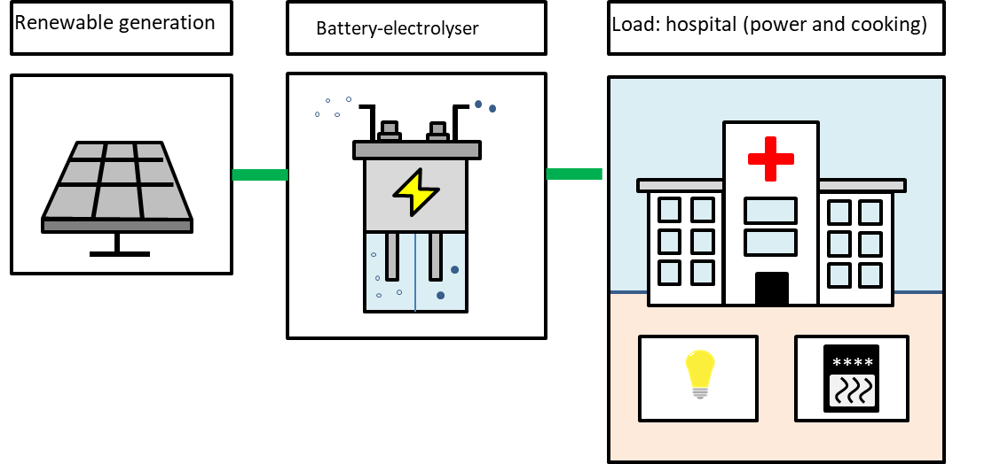 Renewable generation
Battery-electrolyser
Load: hospital (power and cooking)
****